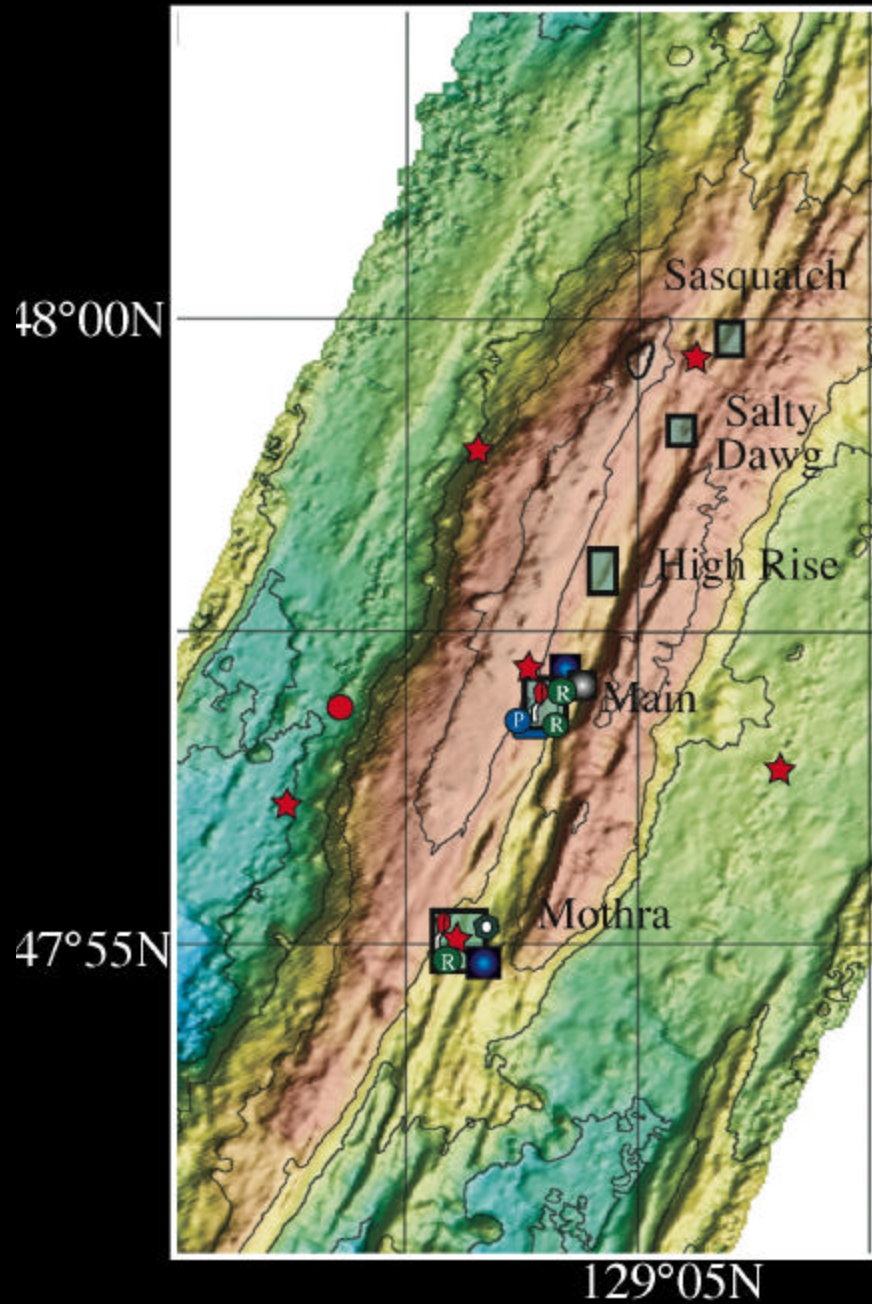 Sasquatch
48°00N
Salty
Dawg
High Rise
R
Main
P
R
Mothra
47°55N
R
129°05N